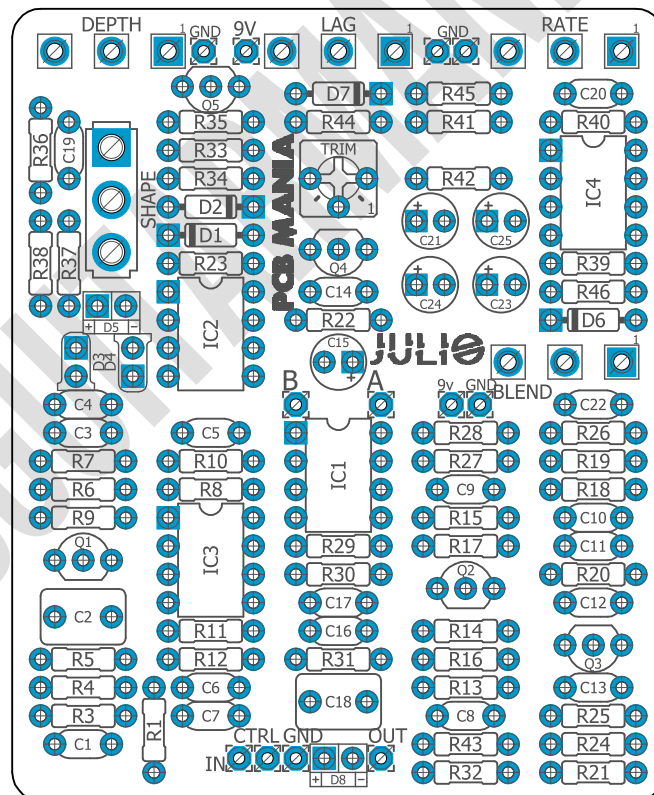 DEPTH 1 GND 9V LAG 1 GND RATE 1
Q5 D7 R45 C20
R36 C19 R35 R44 R41 R40
R33 TRIM
R34 R42 IC4
SHAPE D2 1
D1 PCB MANIA + C21 + C25
R38 R37 R23 Q4 R39
C14 + C24 + C23 R46
+ D5 - IC2 R22 D6
D3 D4 C15 + JULIO 1
B A 9v GND BLEND
C4 C22
C3 C5 R28 R26
R7 R10 IC1 R27 R19
R6 R8 C9 R18
R9 R15 C10
Q1 IC3 R29 R17 C11
R30 Q2 R20
C2 C17 C12
R11 C16 R14
R5 R12 R31 R16 Q3
R4 C6 R13 C13
R3 R1 C7 C18 C8 R25
C1 CTRL GND OUT R43 R24
IN + D8 - R32 R21